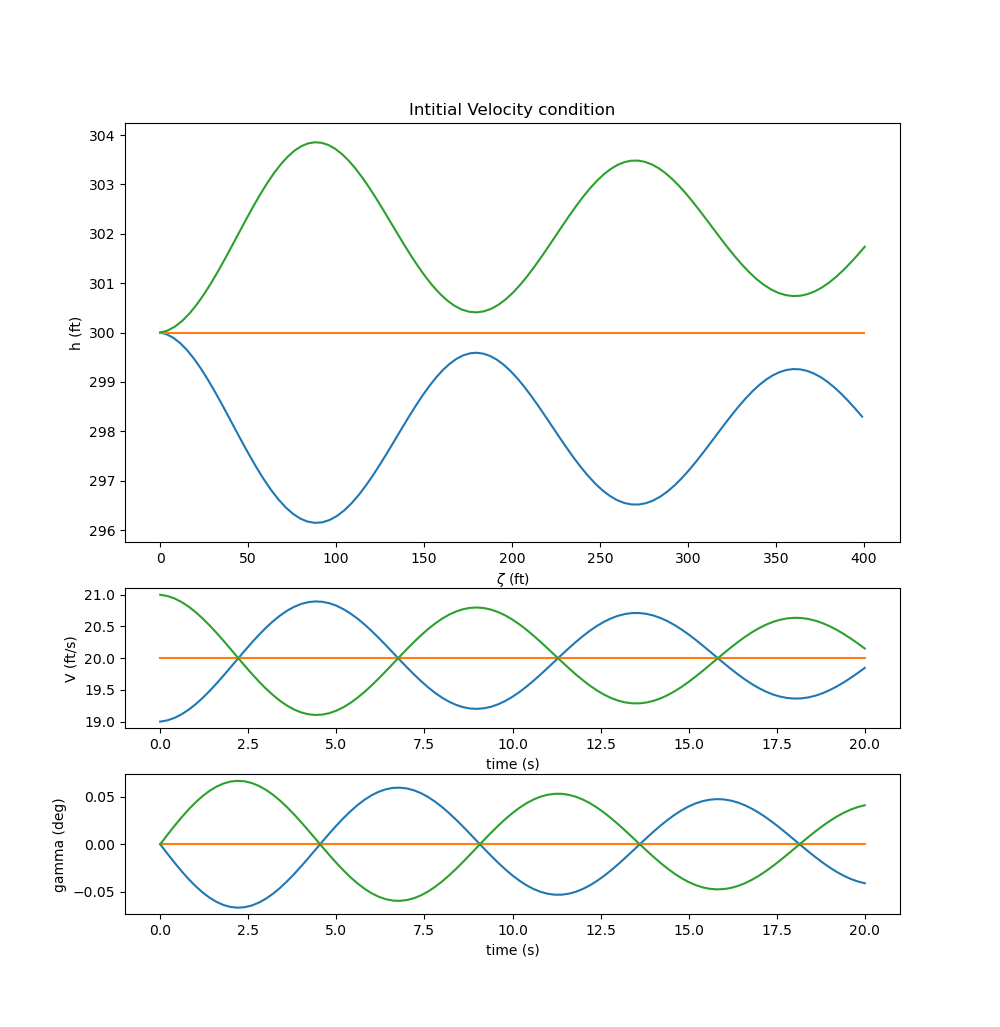 Intitial Velocity condition
304
303
302
301
300
299
298
297
296
h (ft)
0 50 100 150 200 250 300 350 400
ζ (ft)
21.0
20.5
20.0
19.5
19.0
V (ft/s)
0.0 2.5 5.0 7.5 10.0 12.5 15.0 17.5 20.0
time (s)
0.05
0.00
−0.05
gamma (deg)
0.0 2.5 5.0 7.5 10.0 12.5 15.0 17.5 20.0
time (s)